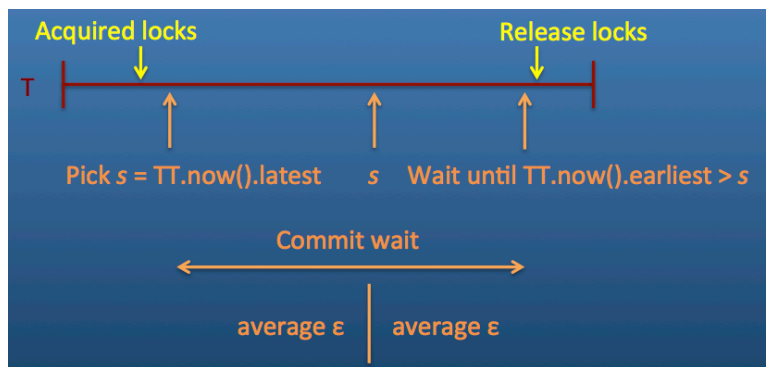 Acquired locks
Release locks
T
Pick s = TT.now().latest
s
Wait until TT.now().earliest > s
Commit wait
average ε
average ε